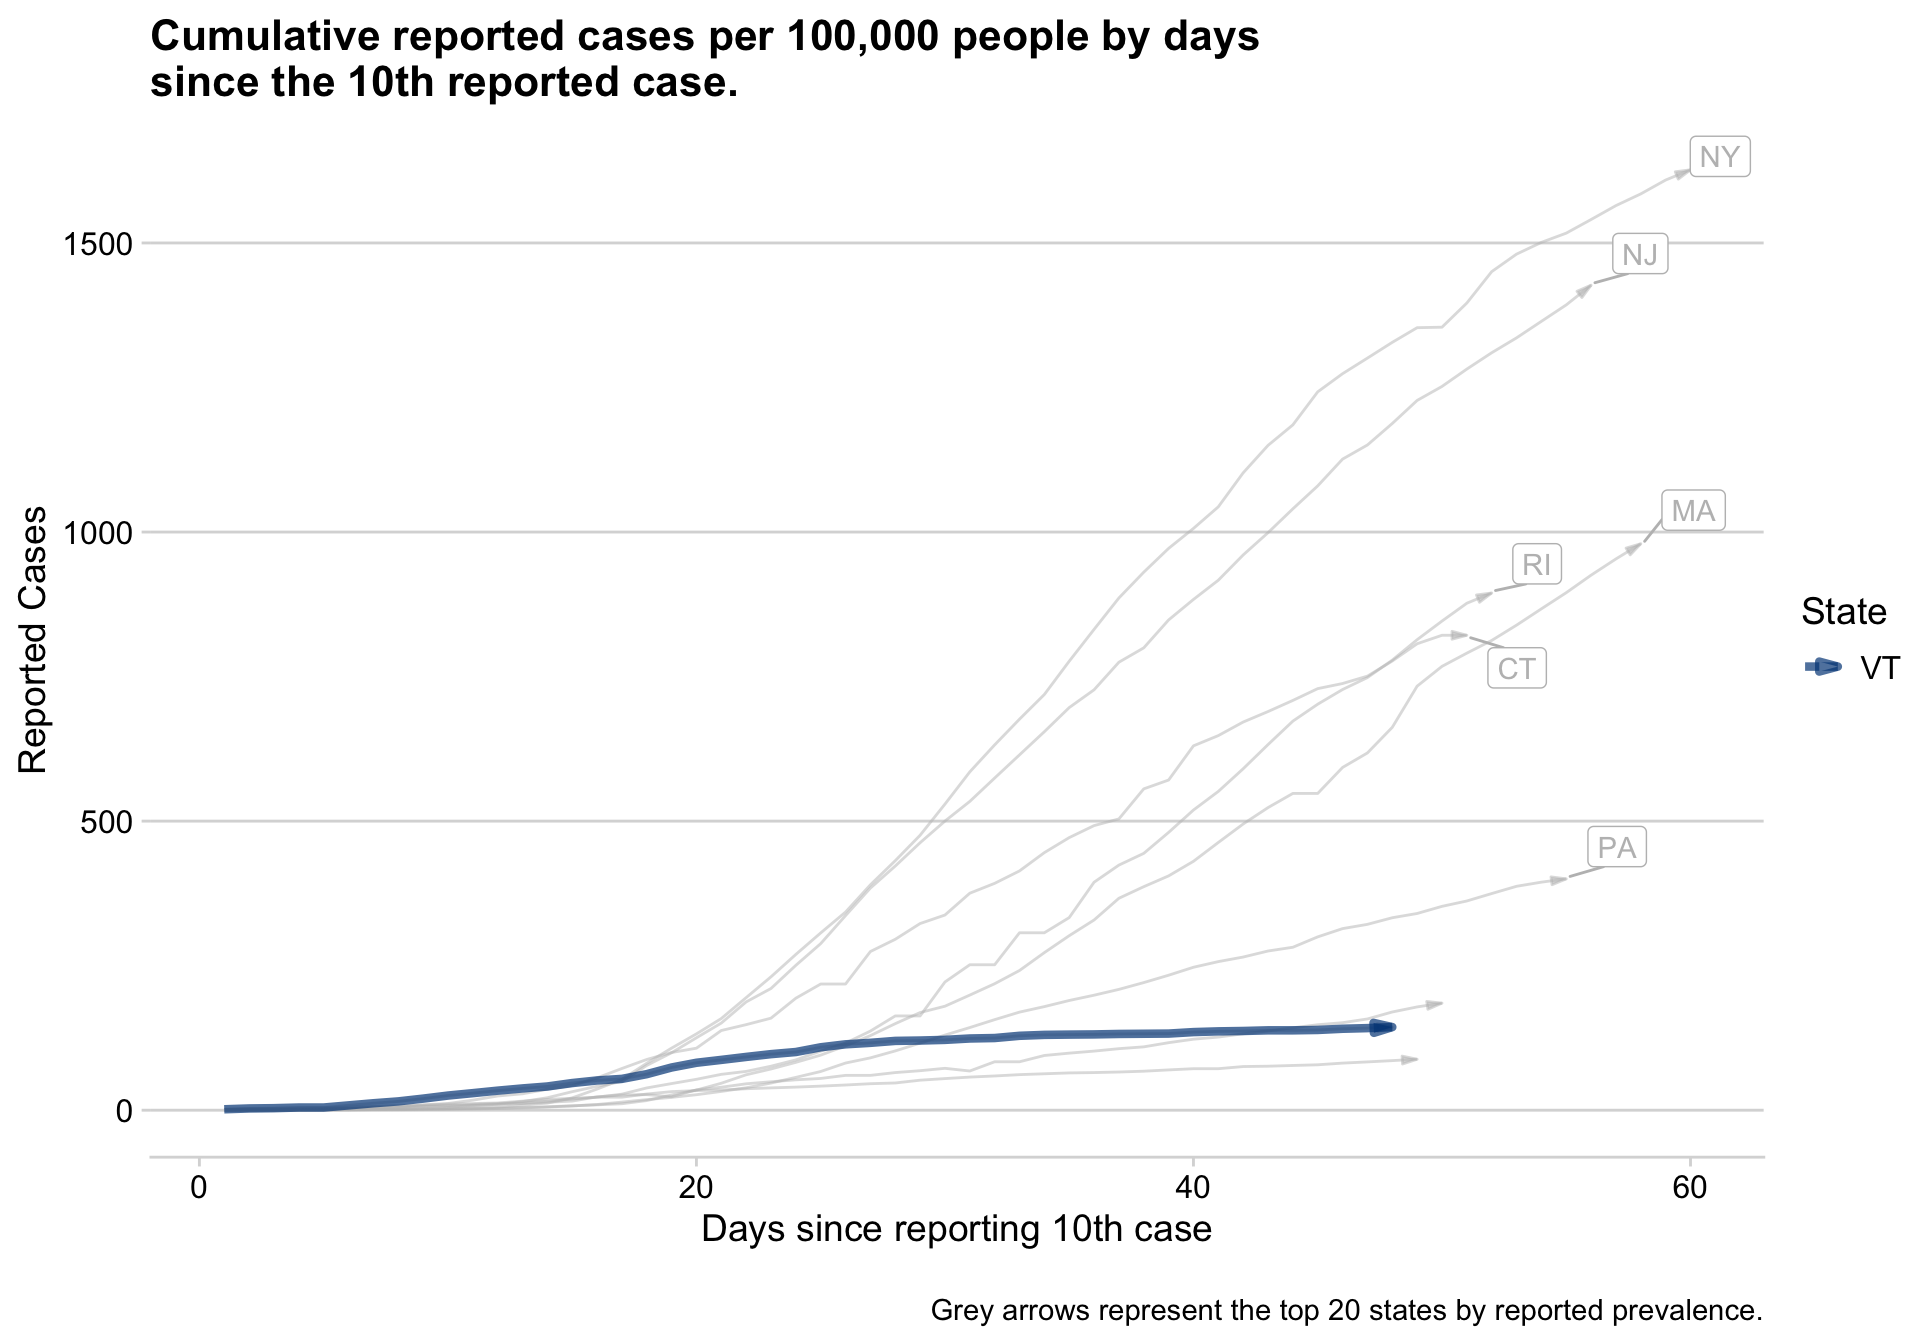 Cumulative reported cases per 100,000 people by days
since the 10th reported case.
NY
1500
NJ
MA
1000
RI
CT
State
VT
Reported Cases
500
PA
0
0 20 40 60
Days since reporting 10th case
Grey arrows represent the top 20 states by reported prevalence.